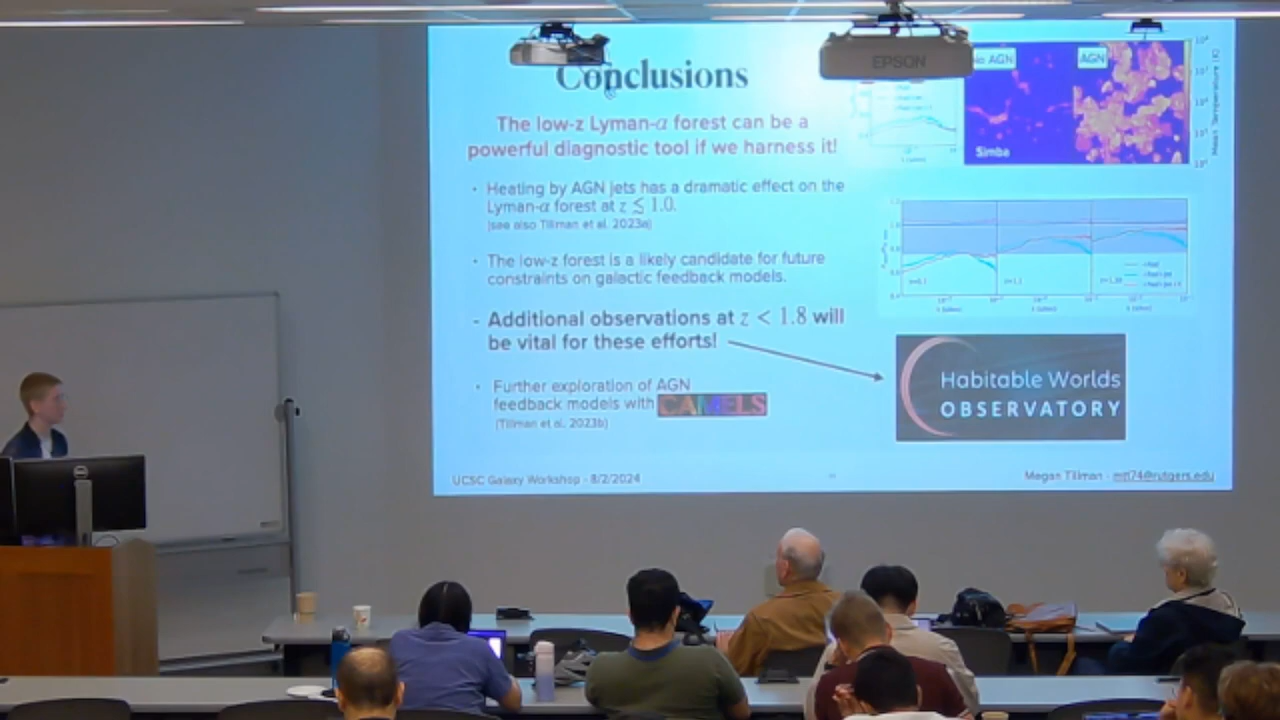 EPSON
Conclusions
The low-z Lyman-α forest can be a
powerful diagnostic tool if we harness it!
• Heating by AGN jets has a dramatic effect on the
Lyman-α forest at z ≲ 1.0.
(see also Tillman et al. 2023a)
• The low-z forest is a likely candidate for future
constraints on galactic feedback models.
- Additional observations at z < 1.8 will
be vital for these efforts!
• Further exploration of AGN
feedback models with CAMELS
(Tillman et al. 2023b)
No AGN
AGN
Simba
Habitable Worlds
OBSERVATORY
UCSC Galaxy Workshop - 8/2/2024
Megan Tillman - mtt74@rutgers.edu
DELL